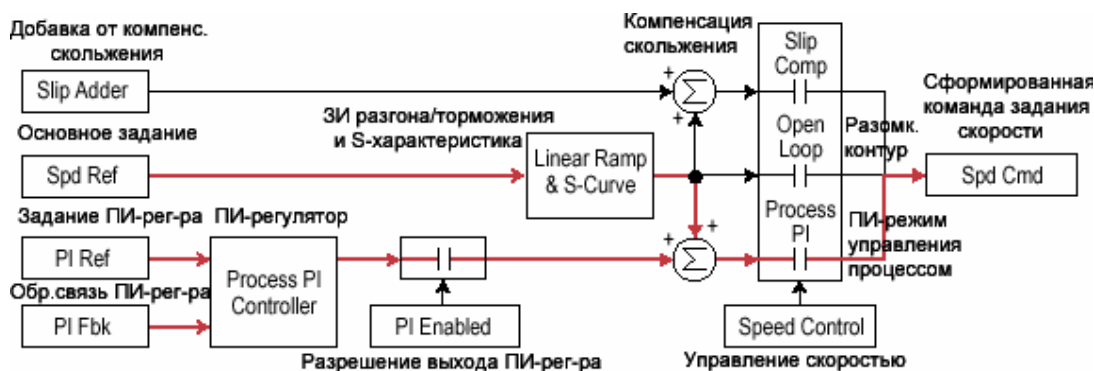 Добавка от компенс.
скольжения
Slip Adder
Основное задание
Spd Ref
Задание ПИ-рег-ра
PI Ref
Обр.связь ПИ-рег-ра
PI Fbk
ПИ-регулятор
Process PI
Controller
ЗИ разгона/торможения
и S-характеристика
Linear Ramp
& S-Curve
PI Enabled
Разрешение выхода ПИ-рег-ра
Компенсация
скольжения
+
Σ
+
+
Σ
+
Slip
Comp
Open
Loop
Process
PI
Разомк.
контур
ПИ-режим
управления
процессом
Speed Control
Управление скоростью
Сформированная
команда задания
скорости
Spd Cmd